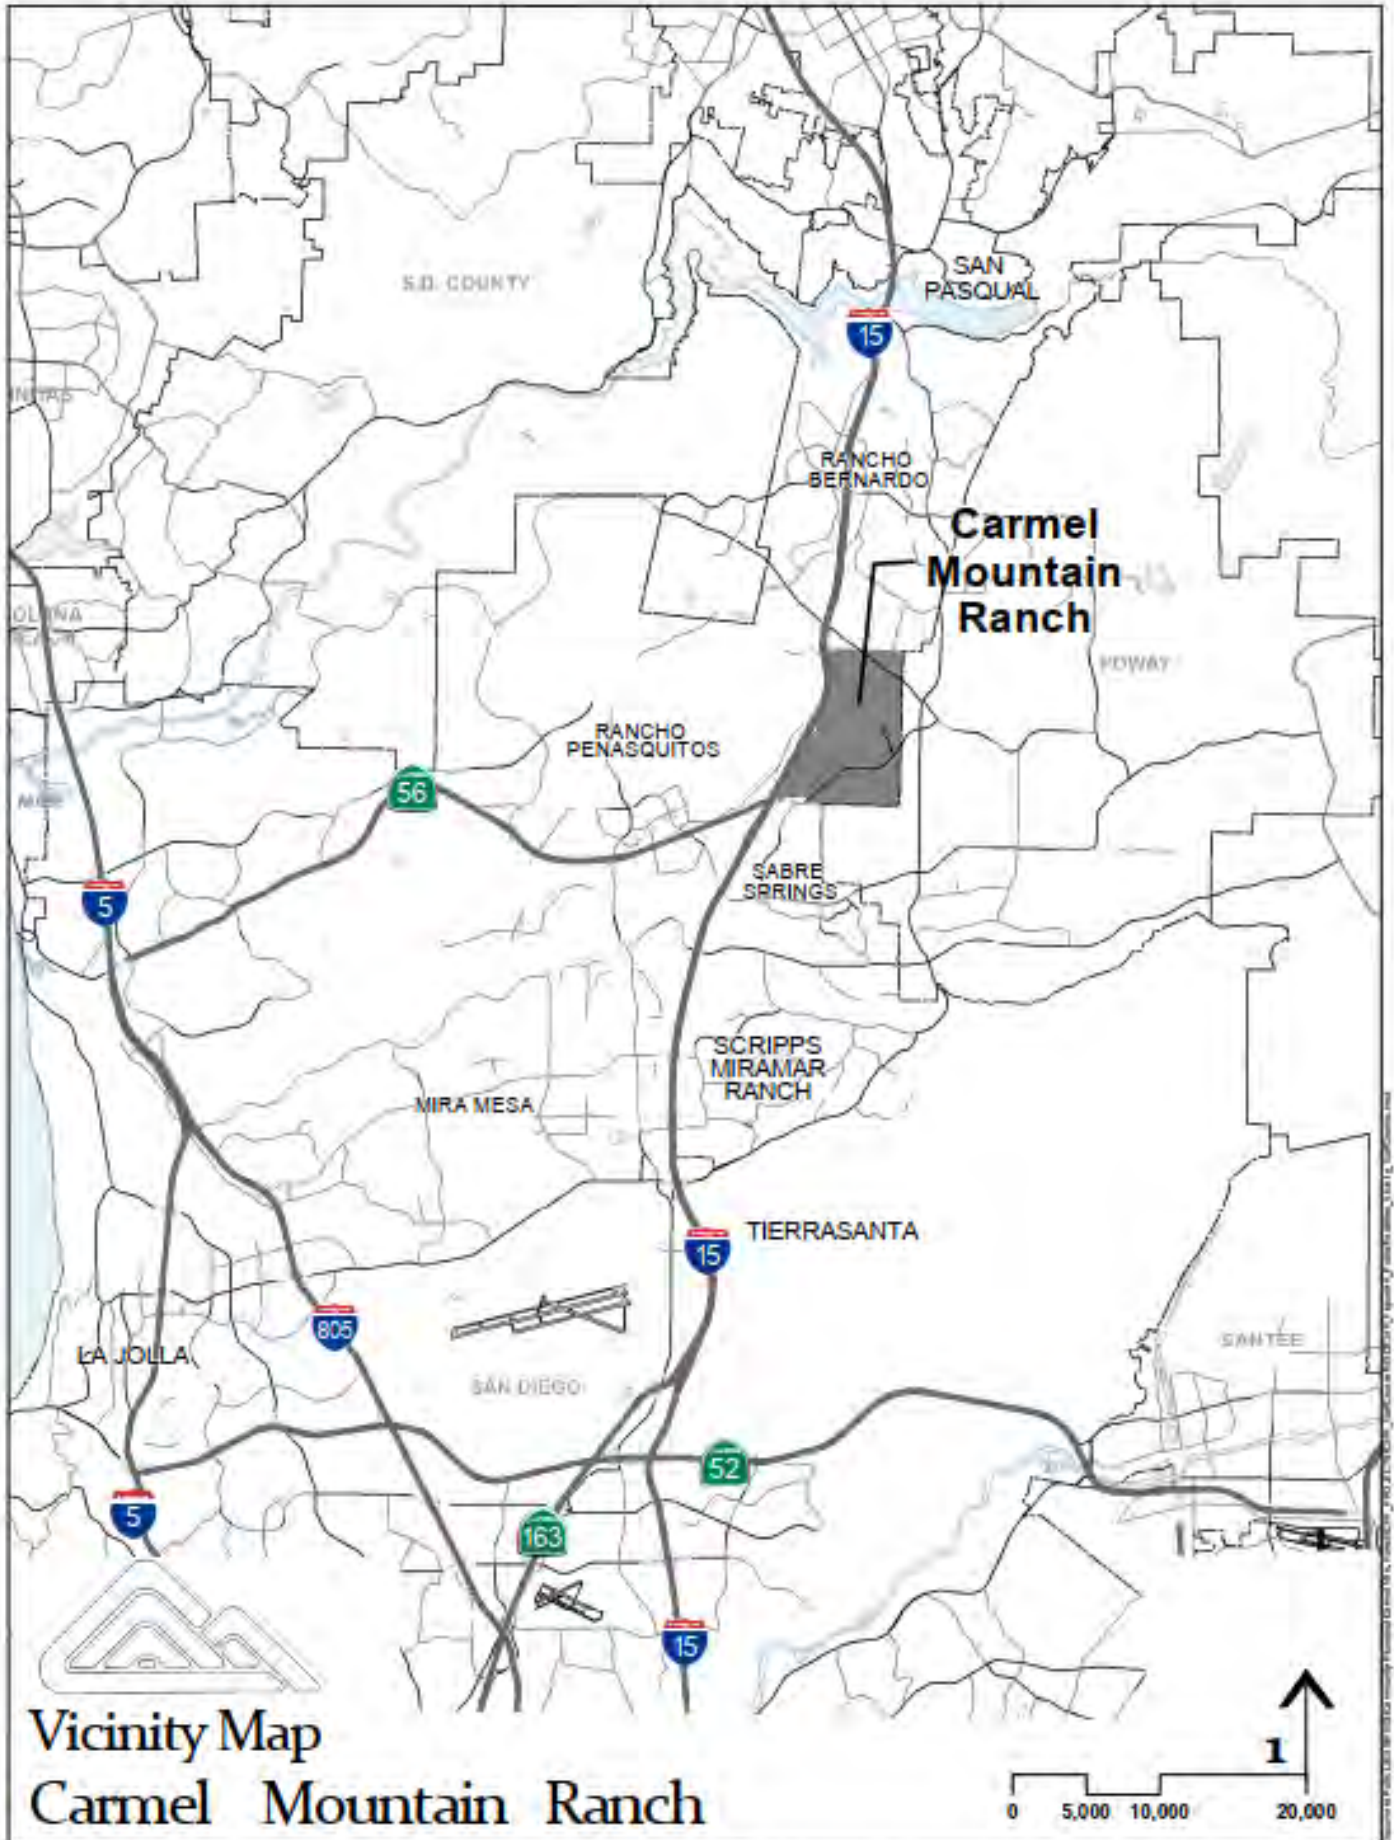 S.D. COUNTY
SAN
PASQUAL
15
RANCHO
BERNARDO
Carmel
Mountain
Ranch
POWAY
RANCHO
PENASQUITOS
56
SABRE
SPRINGS
5
SCRIPPS
MIRAMAR
RANCH
MIRA MESA
TIERRASANTA
15
805
LA JOLLA
SAN DIEGO
SANTEE
52
5
163
15
Vicinity Map
Carmel Mountain Ranch
1
0 5,000 10,000 20,000